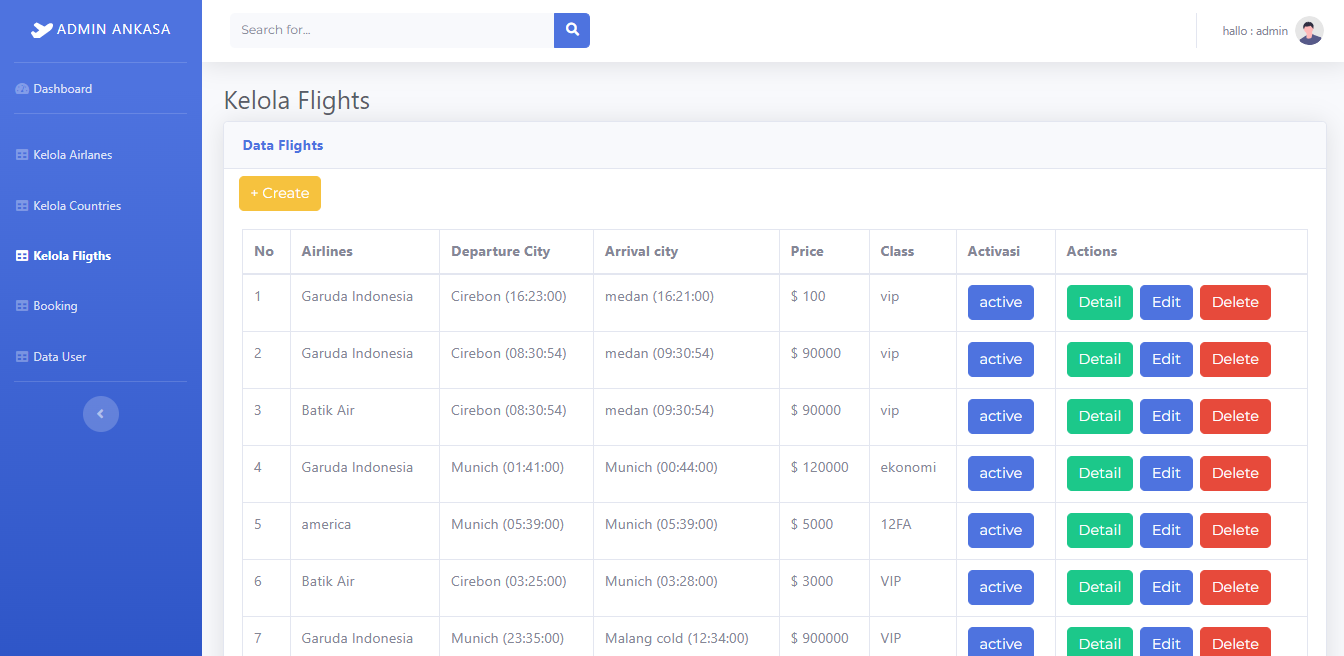 ADMIN ANKASA
Search for...
hallo : admin
Dashboard
Kelola Airlanes
Kelola Countries
Kelola Fligths
Booking
Data User
Kelola Flights
Data Flights
+ Create
No Airlines Departure City Arrival city Price Class Activasi Actions
1 Garuda Indonesia Cirebon (16:23:00) medan (16:21:00) $ 100 vip active Detail Edit Delete
2 Garuda Indonesia Cirebon (08:30:54) medan (09:30:54) $ 90000 vip active Detail Edit Delete
3 Batik Air Cirebon (08:30:54) medan (09:30:54) $ 90000 vip active Detail Edit Delete
4 Garuda Indonesia Munich (01:41:00) Munich (00:44:00) $ 120000 ekonomi active Detail Edit Delete
5 america Munich (05:39:00) Munich (05:39:00) $ 5000 12FA active Detail Edit Delete
6 Batik Air Cirebon (03:25:00) Munich (03:28:00) $ 3000 VIP active Detail Edit Delete
7 Garuda Indonesia Munich (23:35:00) Malang cold (12:34:00) $ 900000 VIP active Detail Edit Delete